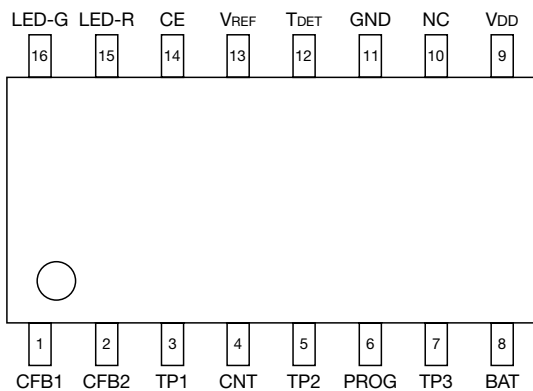 LED-G LED-R CE VREF TDET GND NC VDD
16 15 14 13 12 11 10 9
1 2 3 4 5 6 7 8
CFB1 CFB2 TP1 CNT TP2 PROG TP3 BAT